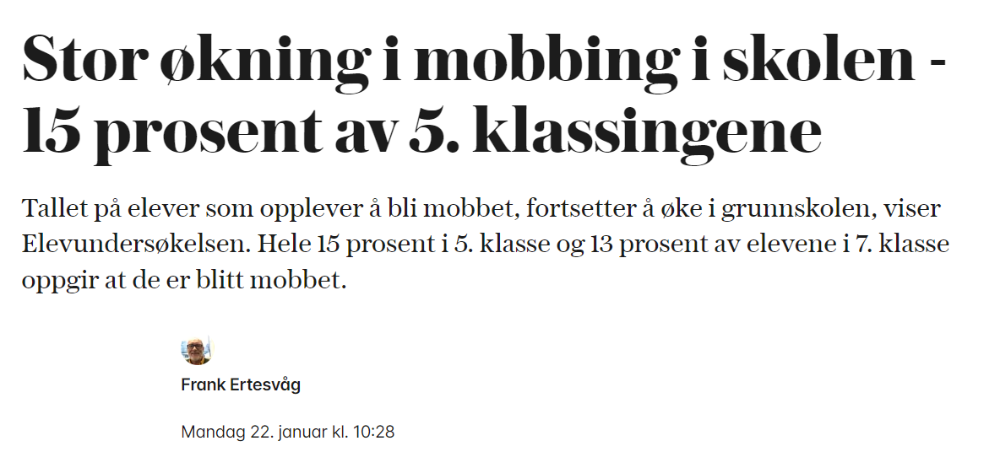 Stor økning i mobbing i skolen -
15 prosent av 5. klassingene
Tallet på elever som opplever å bli mobbet, fortsetter å øke i grunnskolen, viser
Elevundersøkelsen. Hele 15 prosent i 5. klasse og 13 prosent av elevene i 7. klasse
oppgir at de er blitt mobbet.
Frank Ertesvåg
Mandag 22. januar kl. 10:28